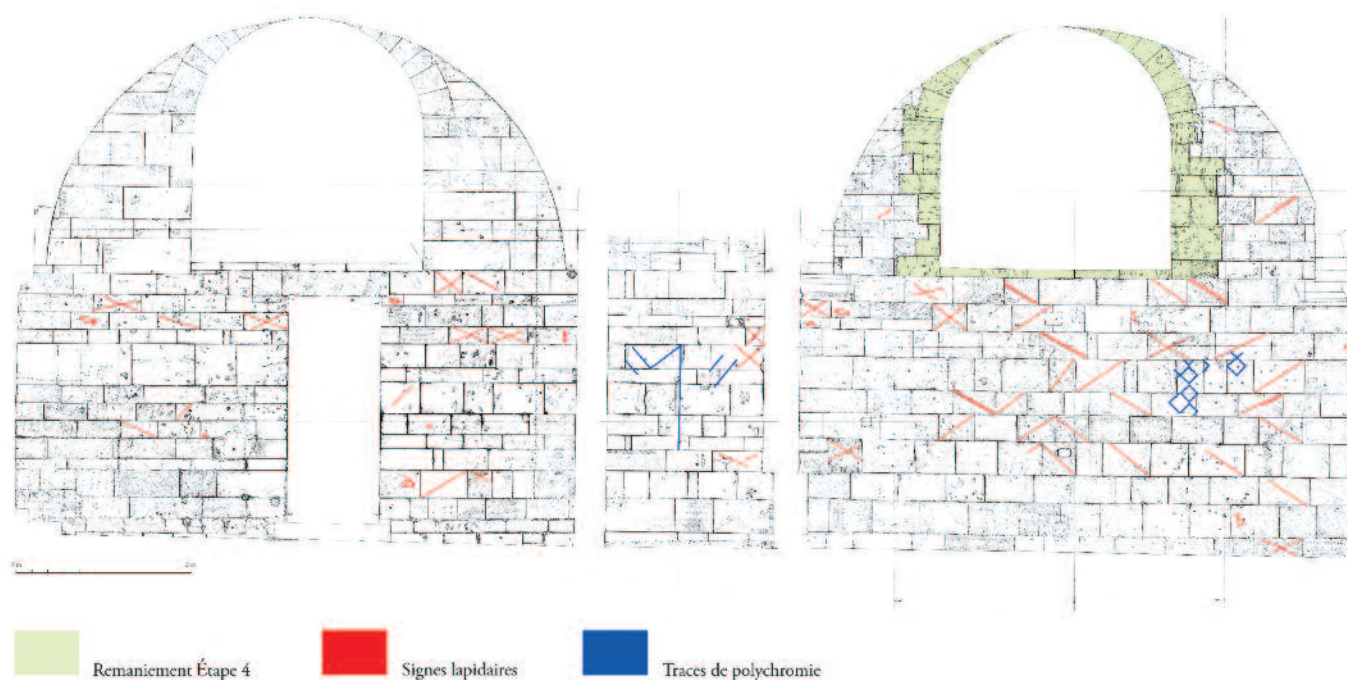 Remaniement Étape 4
Signes lapidaires
Traces de polychromie